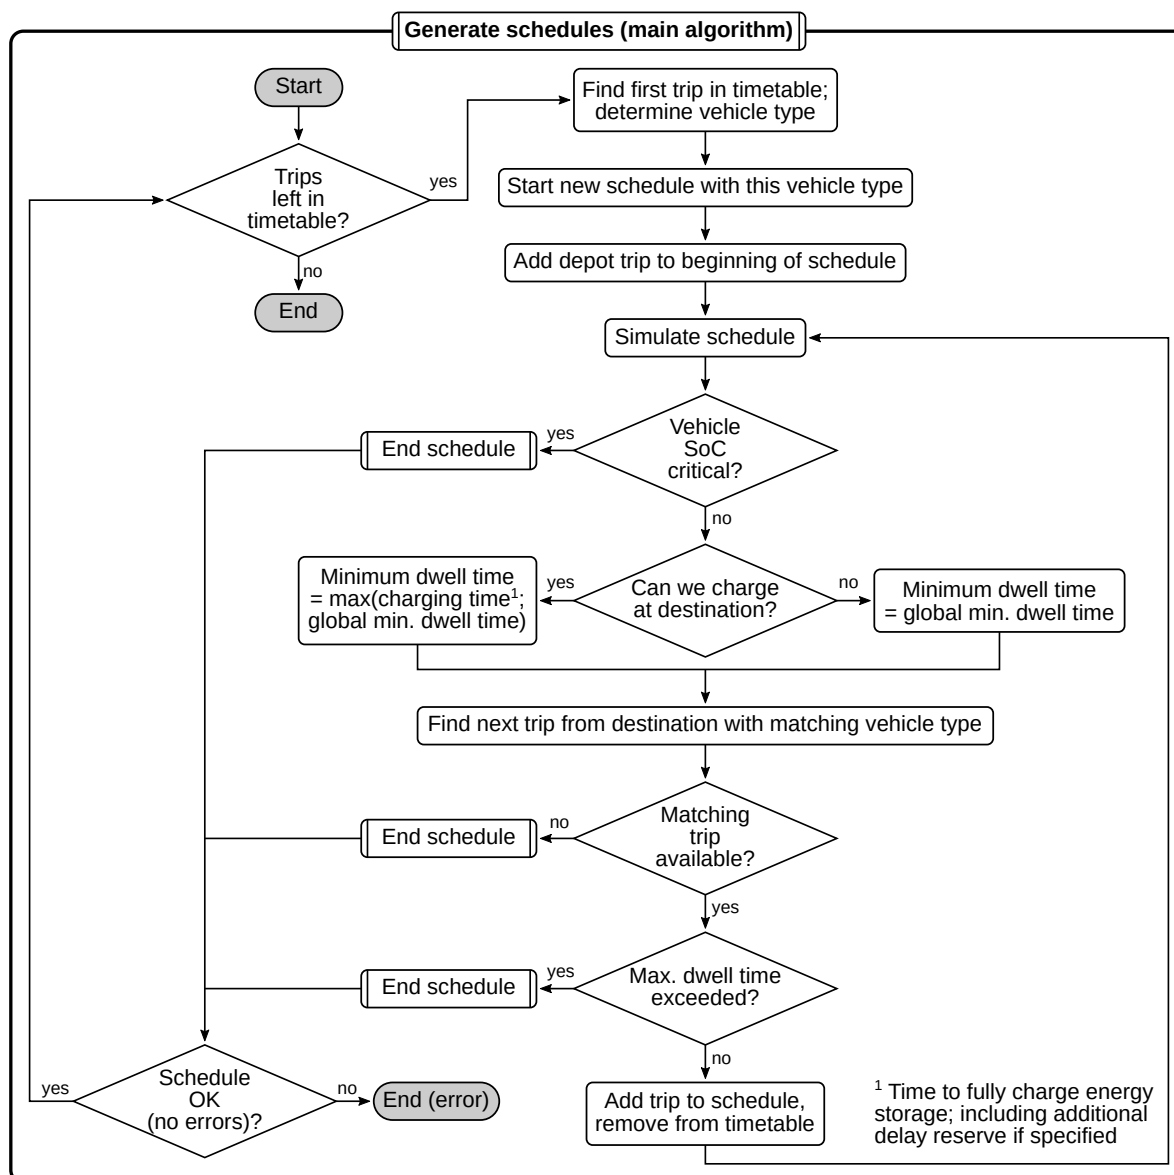 Generate schedules (main algorithm)
Start
Find first trip in timetable;
determine vehicle type
Trips
left in
timetable?
yes
no
End
Start new schedule with this vehicle type
Add depot trip to beginning of schedule
Simulate schedule
Vehicle
SoC
critical?
yes
End schedule
no
Can we charge
at destination?
yes
Minimum dwell time
= max(charging time¹;
global min. dwell time)
no
Minimum dwell time
= global min. dwell time
Find next trip from destination with matching vehicle type
Matching
trip
available?
no
End schedule
yes
Max. dwell time
exceeded?
yes
End schedule
no
Add trip to schedule,
remove from timetable
Schedule
OK
(no errors)?
yes
no
End (error)
¹ Time to fully charge energy
storage; including additional
delay reserve if specified